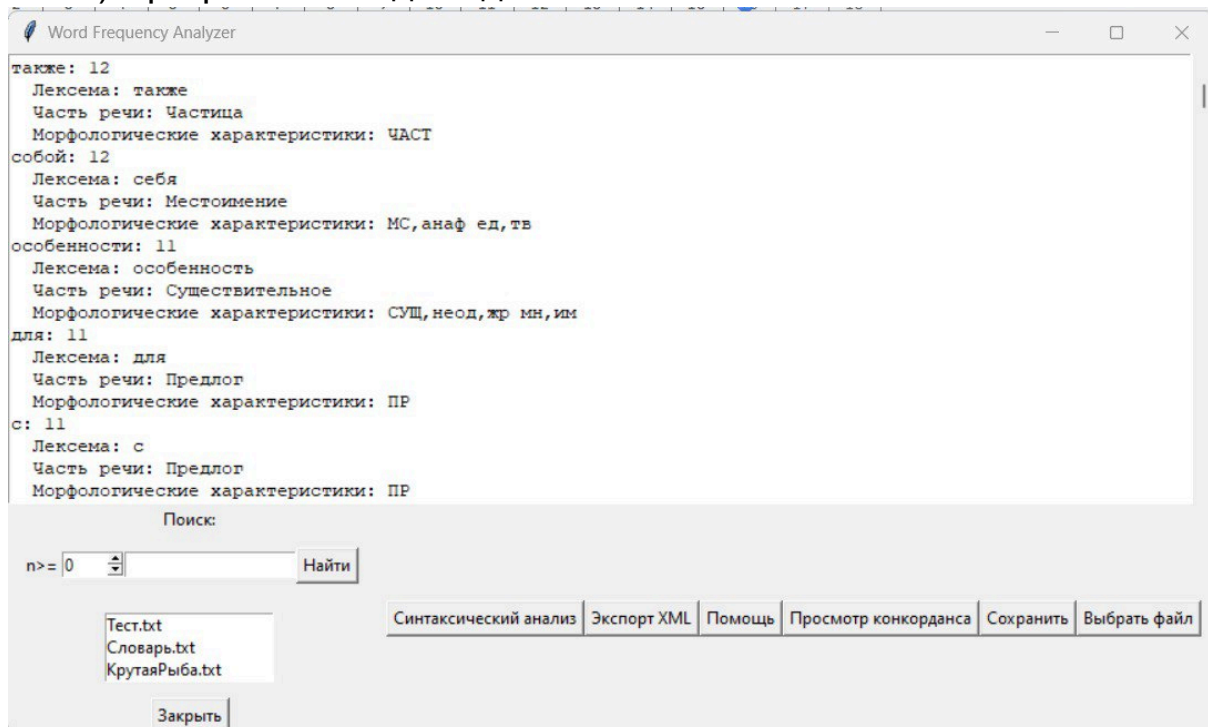 Word Frequency Analyzer
также: 12
Лексема: также
Часть речи: Частица
Морфологические характеристики: ЧАСТ
собой: 12
Лексема: себя
Часть речи: Местоимение
Морфологические характеристики: МС,анаф ед,тв
особенности: 11
Лексема: особенность
Часть речи: Существительное
Морфологические характеристики: СУЩ,неод,жр мн,им
для: 11
Лексема: для
Часть речи: Предлог
Морфологические характеристики: ПР
с: 11
Лексема: с
Часть речи: Предлог
Морфологические характеристики: ПР
Поиск:
n>= 0 Найти
Синтаксический анализ Экспорт XML Помощь Просмотр конкорданса Сохранить Выбрать файл
Тест.txt
Словарь.txt
КрутаяРыба.txt
Закрыть